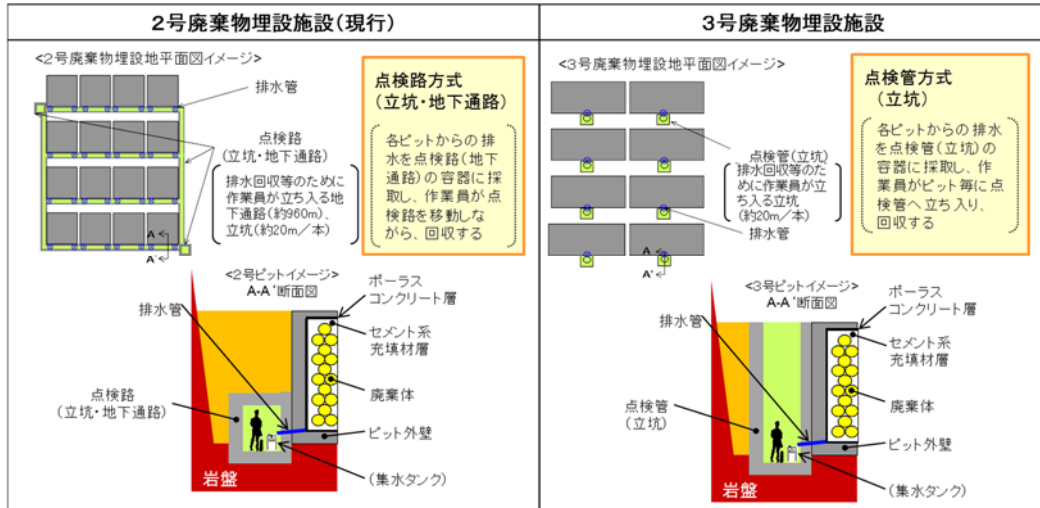 2号廃棄物埋設施設(現行)
<2号廃棄物埋設地平面図イメージ>
排水管
点検路
(立坑・地下通路)
排水回収等のために
作業員が立ち入る地
下通路(約960m)、
立坑(約20m/本)
A
A'
点検路方式
(立坑・地下通路)
各ピットからの排
水を点検路(地下
通路)の容器に採
取し、作業員が点
検路を移動しな
がら、回収する
<2号ピットイメージ>
A-A'断面図
排水管
ポーラス
コンクリート層
セメント系
充填材層
廃棄体
点検路
(立坑・地下通路)
ピット外壁
岩盤
(集水タンク)
3号廃棄物埋設施設
<3号廃棄物埋設地平面図イメージ>
点検管(立坑)
排水回収等のた
めに作業員が立
ち入る立坑
(約20m/本)
排水管
A
A'
点検管方式
(立坑)
各ピットからの排水
を点検管(立坑)の
容器に採取し、作
業員がピット毎に点
検管へ立ち入り、
回収する
<3号ピットイメージ>
A-A'断面図
排水管
ポーラス
コンクリート層
セメント系
充填材層
廃棄体
点検管
(立坑)
ピット外壁
岩盤
(集水タンク)